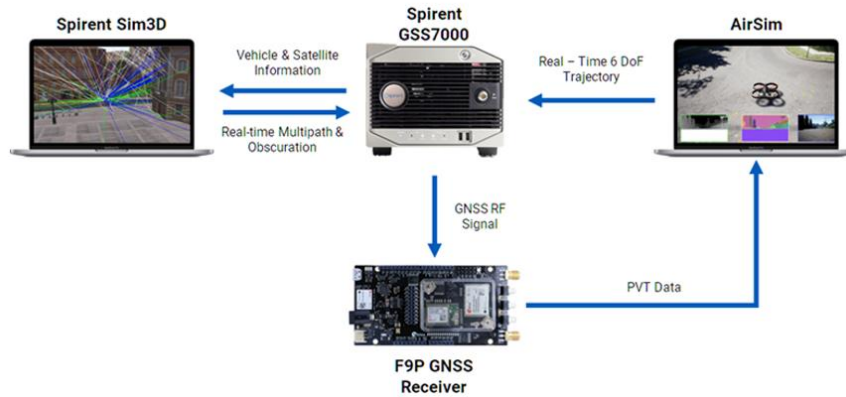 Spirent Sim3D
Spirent
GSS7000
AirSim
Vehicle & Satellite
Information
Real – Time 6 DoF
Trajectory
Real-time Multipath &
Obscuration
GNSS RF
Signal
PVT Data
F9P GNSS
Receiver